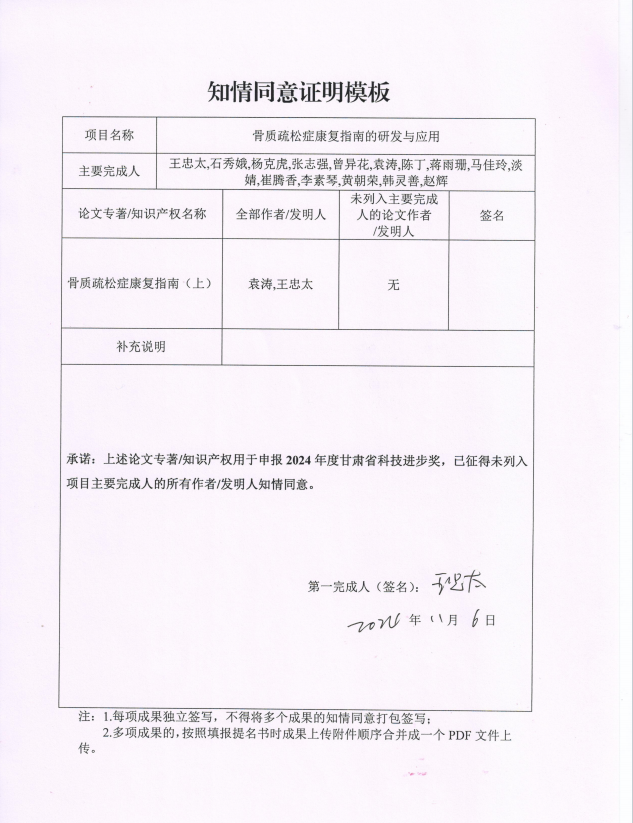 知情同意证明模板
项目名称
骨质疏松症康复指南的研发与应用
主要完成人
王忠太,石秀娥,杨克虎,张志强,曾异花,袁涛,陈丁,蒋雨珊,马佳玲,淡
婧,崔腾香,李素琴,黄朝荣,韩灵善,赵辉
论文专著/知识产权名称
全部作者/发明人
未列入主要完成
人的论文作者
/发明人
签名
骨质疏松症康复指南（上）
袁涛,王忠太
无
补充说明
承诺：上述论文专著/知识产权用于申报 2024 年度甘肃省科技进步奖，已征得未列入
项目主要完成人的所有作者/发明人知情同意。
第一完成人（签名）： 王忠太
2024 年 11 月 6 日
注：1.每项成果独立签写，不得将多个成果的知情同意打包签写；
2.多项成果的,按照填报提名书时成果上传附件顺序合并成一个 PDF 文件上
传。